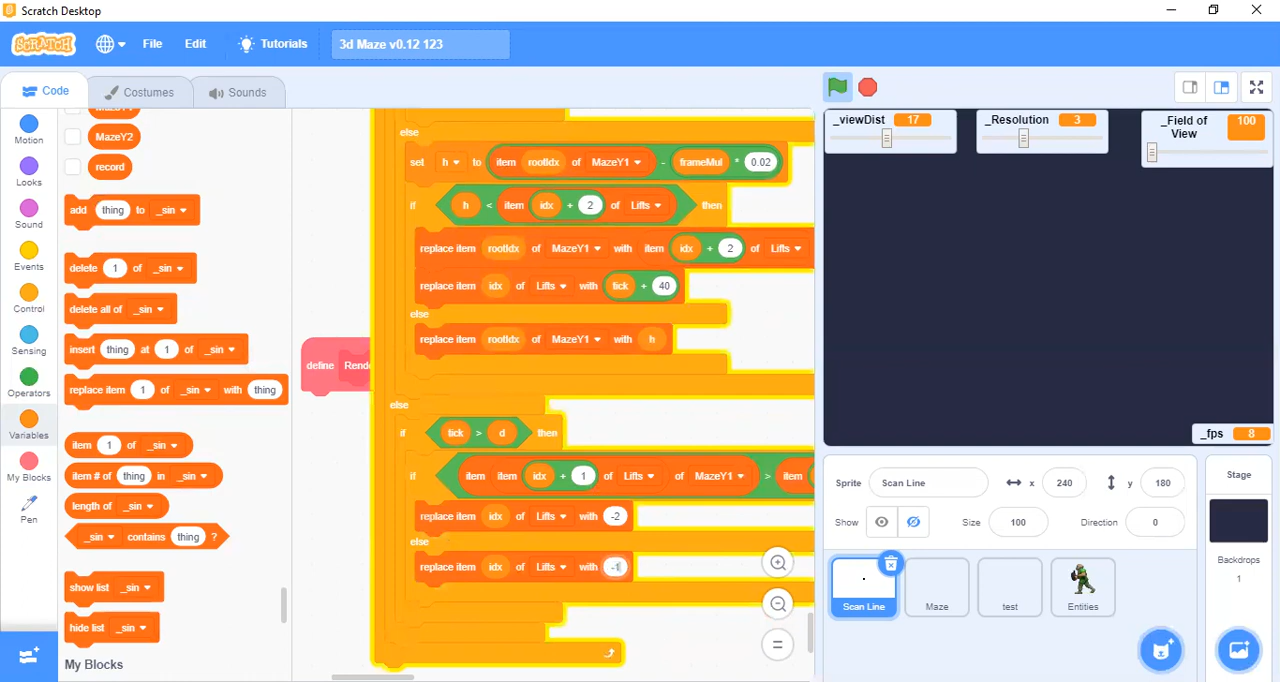 Scratch Desktop
SCRATCH File Edit Tutorials 3d Maze v0.12 123
Code Costumes Sounds
Motion
Looks
Sound
Events
Control
Sensing
Operators
Variables
My Blocks
Pen
MazeY2
record
add thing to _sin
delete 1 of _sin
delete all of _sin
insert thing at 1 of _sin
replace item 1 of _sin with thing
item 1 of _sin
item # of thing in _sin
length of _sin
_sin contains thing ?
show list _sin
hide list _sin
My Blocks
define
else
set h to item rootIdx of MazeY1 - frameMul * 0.02
if h < item idx + 2 of Lifts then
replace item rootIdx of MazeY1 with item idx + 2 of Lifts
replace item idx of Lifts with tick + 40
else
replace item rootIdx of MazeY1 with h
else
if tick > d then
if item item idx + 1 of Lifts of MazeY1 > item
replace item idx of Lifts with -2
else
replace item idx of Lifts with -1
_viewDist 17
_Resolution 3
_Field of View 100
_fps 8
Sprite Scan Line x 240 y 180
Show Size 100 Direction 0
Scan Line Maze test Entities
Stage
Backdrops
1